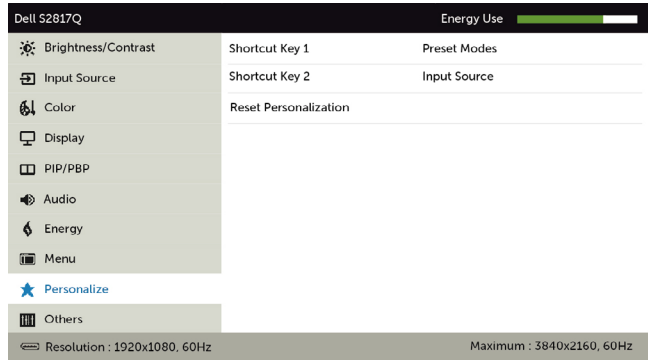 Dell S2817Q Energy Use
Brightness/Contrast Shortcut Key 1 Preset Modes
Input Source Shortcut Key 2 Input Source
Color Reset Personalization
Display
PIP/PBP
Audio
Energy
Menu
Personalize
Others
Resolution : 1920x1080, 60Hz Maximum : 3840x2160, 60Hz